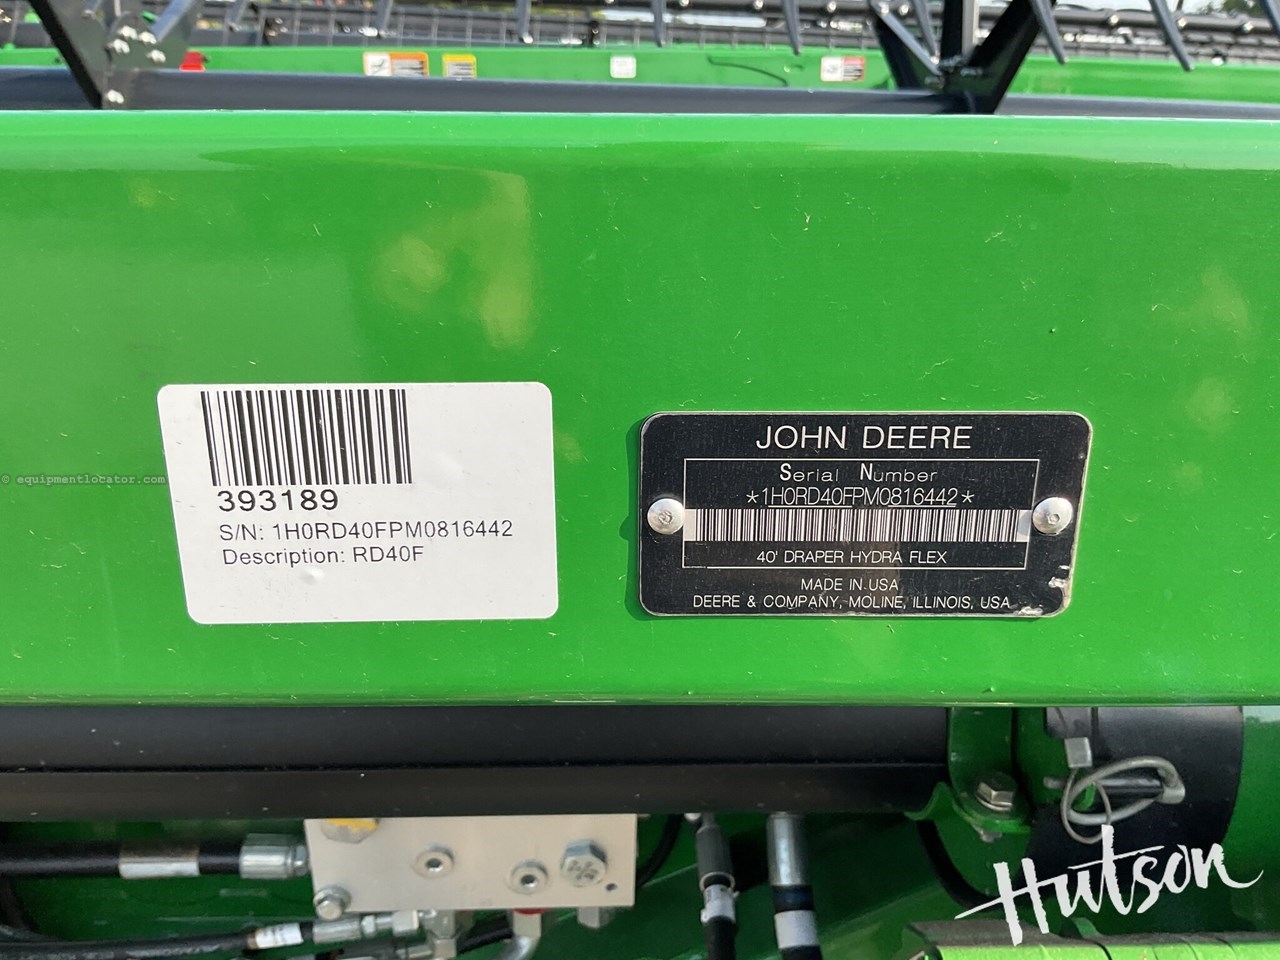 JOHN DEERE
Serial Number
*1H0RD40FPM0816442*
40' DRAPER HYDRA FLEX
MADE IN USA
DEERE & COMPANY, MOLINE, ILLINOIS, USA
393189
S/N: 1H0RD40FPM0816442
Description: RD40F
© equipmentlocator.com
Hutson